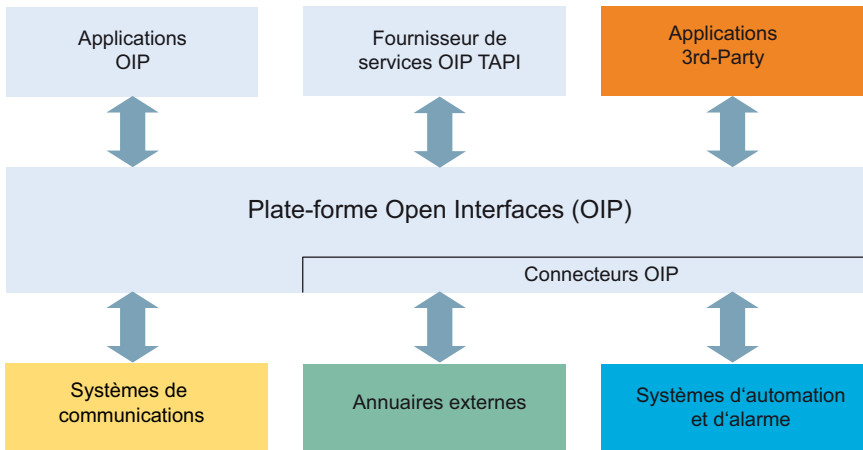 Applications
OIP
Fournisseur de
services OIP TAPI
Applications
3rd-Party
Plate-forme Open Interfaces (OIP)
Connecteurs OIP
Systèmes de
communications
Annuaires externes
Systèmes d‘automation
et d‘alarme